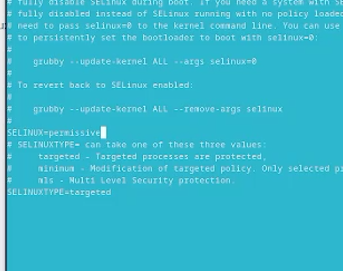 # fully disable SELinux during boot. If you need a system with SE
# fully disabled instead of SELinux running with no policy loade
# need to pass selinux=0 to the kernel command line. You can use
# to persistently set the bootloader to boot with selinux=0:
#
#    grubby --update-kernel ALL --args selinux=0
#
# To revert back to SELinux enabled:
#
#    grubby --update-kernel ALL --remove-args selinux
#
SELINUX=permissive
# SELINUXTYPE= can take one of these three values:
#     targeted - Targeted processes are protected,
#     minimum - Modification of targeted policy. Only selected pr
#     mls - Multi Level Security protection.
SELINUXTYPE=targeted